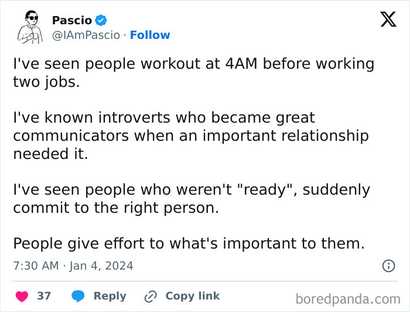 Pascio
@IAmPascio · Follow
I've seen people workout at 4AM before working
two jobs.
I've known introverts who became great
communicators when an important relationship
needed it.
I've seen people who weren't "ready", suddenly
commit to the right person.
People give effort to what's important to them.
7:30 AM · Jan 4, 2024
37 Reply Copy link
boredpanda.com